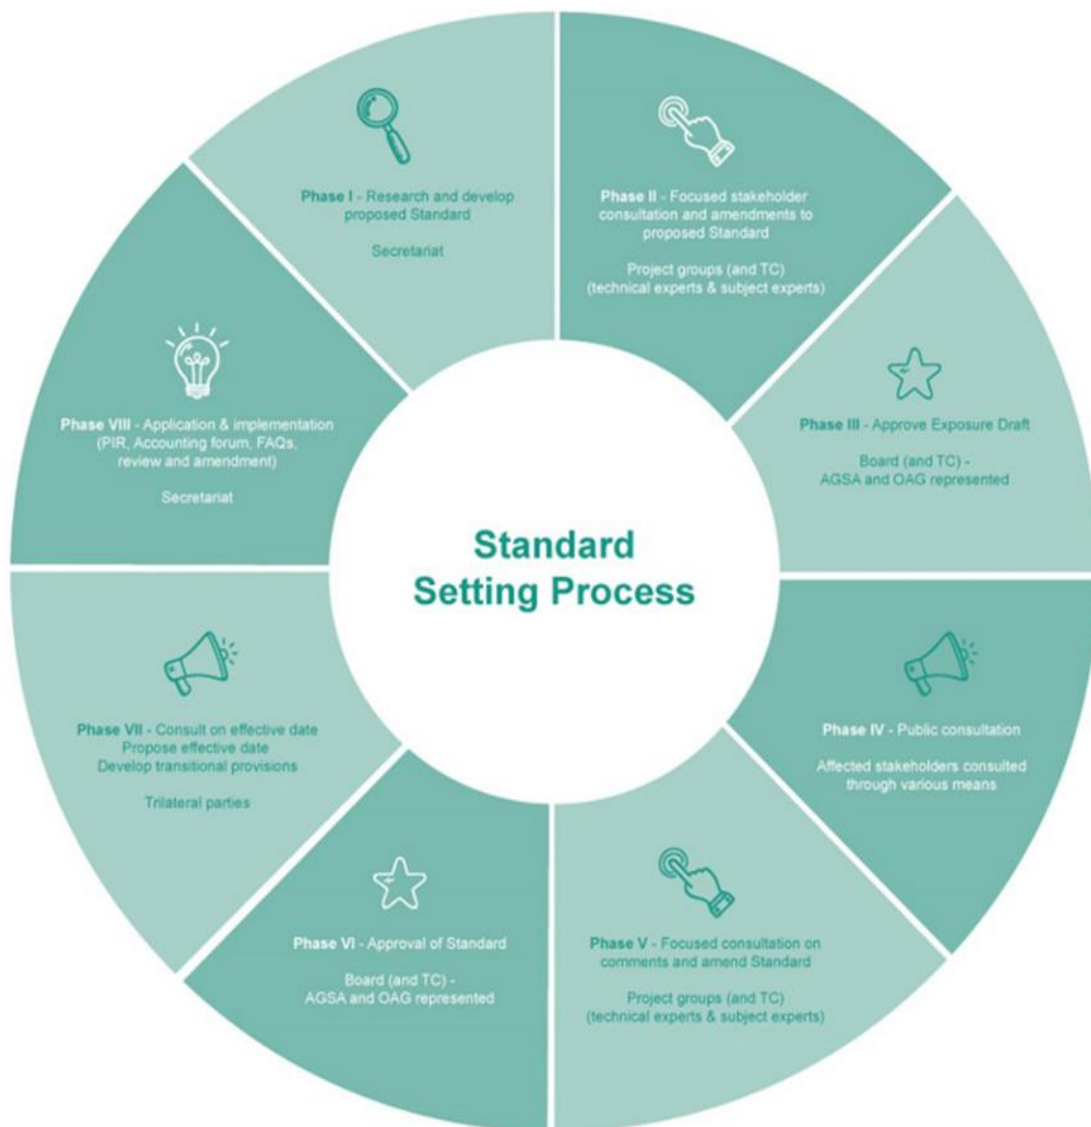 Standard
Setting Process
Phase I - Research and develop
proposed Standard
Secretariat
Phase II - Focused stakeholder
consultation and amendments to
proposed Standard
Project groups (and TC)
(technical experts & subject experts)
Phase III - Approve Exposure Draft
Board (and TC) -
AGSA and OAG represented
Phase IV - Public consultation
Affected stakeholders consulted
through various means
Phase V - Focused consultation on
comments and amend Standard
Project groups (and TC)
(technical experts & subject experts)
Phase VI - Approval of Standard
Board (and TC) -
AGSA and OAG represented
Phase VII - Consult on effective date
Propose effective date
Develop transitional provisions
Trilateral parties
Phase VIII - Application & implementation
(PIR, Accounting forum, FAQs,
review and amendment)
Secretariat